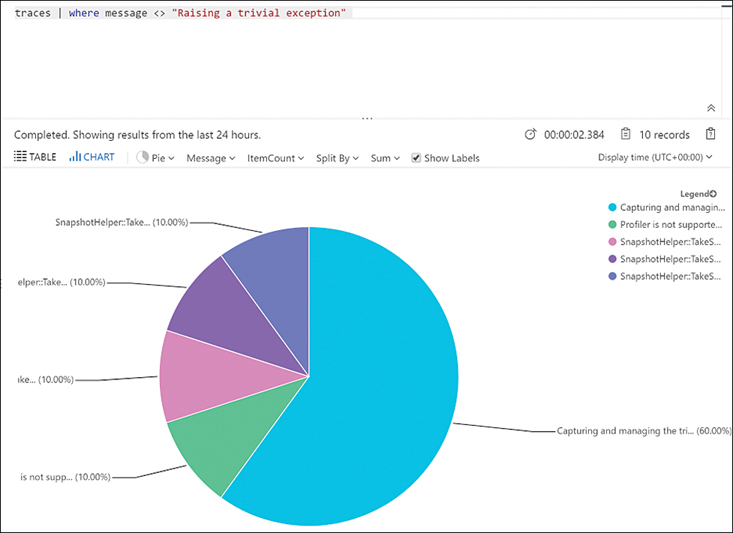 traces | where message <> "Raising a trivial exception"
...
Completed. Showing results from the last 24 hours.
00:00:02.384
10 records
TABLE
CHART
Pie
Message
ItemCount
Split By
Sum
Show Labels
Display time (UTC+00:00)
Legend
Capturing and managin...
Profiler is not supporte...
SnapshotHelper::TakeS...
SnapshotHelper::TakeS...
SnapshotHelper::TakeS...
SnapshotHelper::Take... (10.00%)
elper::Take... (10.00%)
ake... (10.00%)
is not supp... (10.00%)
Capturing and managing the tri... (60.00%)